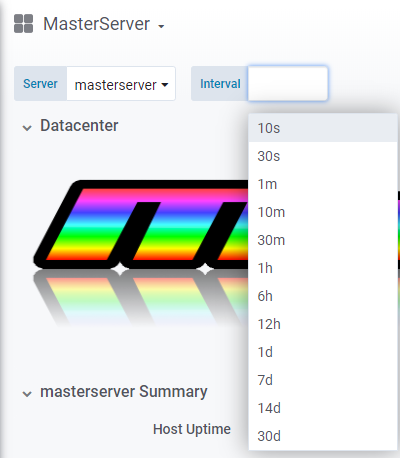 MasterServer
Server masterserver Interval
Datacenter
10s
30s
1m
10m
30m
1h
6h
12h
1d
7d
14d
30d
masterserver Summary
Host Uptime